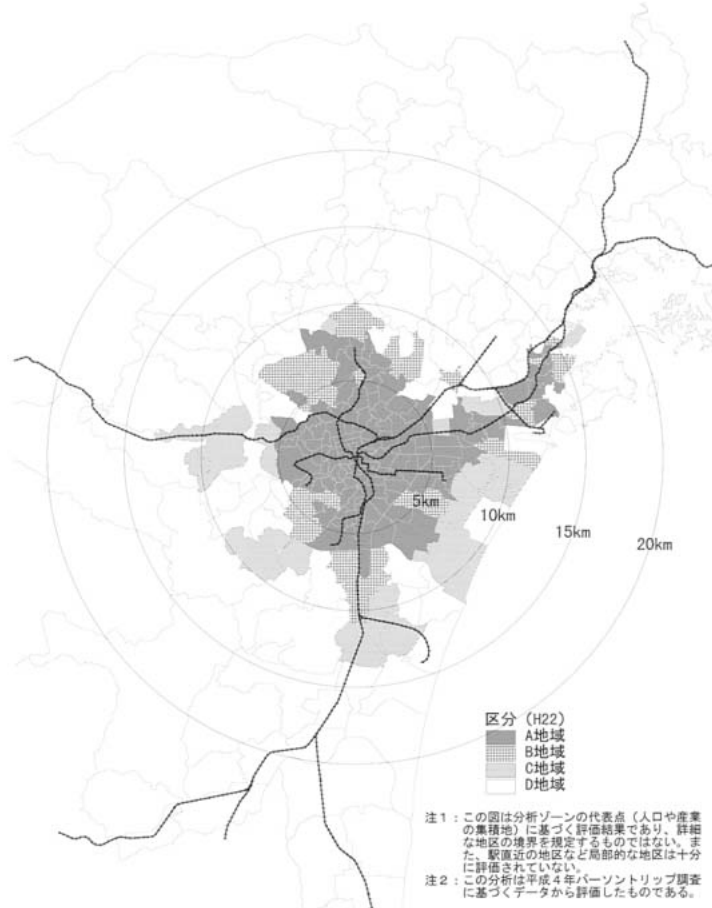 5km
10km
15km
20km
区分 (H22)
A地域
B地域
C地域
D地域
注1：この図は分析ゾーンの代表点（人口や産業
の集積地）に基づく評価結果であり、詳細
な地区の境界を規定するものではない。ま
た、駅直近の地区など局部的な地区は十分
に評価されていない。
注2：この分析は平成4年パーソントリップ調査
に基づくデータから評価したものである。